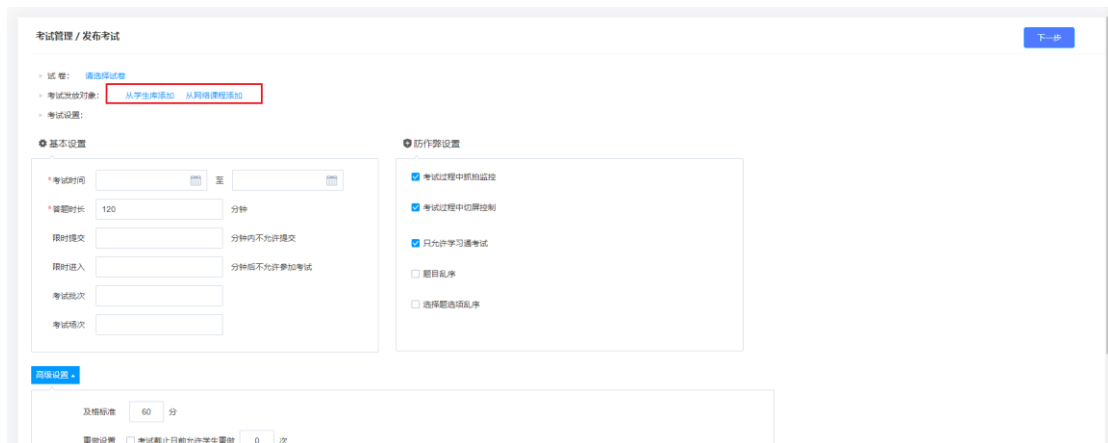 考试管理 / 发布考试
下一步
试 卷： 请选择试卷
考试发放对象： 从学生库添加 从网络课程添加
考试设置：
基本设置
*考试时间 至
*答题时长 120 分钟
限时提交 分钟内不允许提交
限时进入 分钟后不允许参加考试
考试批次
考试场次
防作弊设置
考试过程中抓拍监控
考试过程中切屏控制
只允许学习通考试
题目乱序
选择题选项乱序
高级设置
及格标准 60 分
重做设置 考试截止日前允许学生重做 0 次